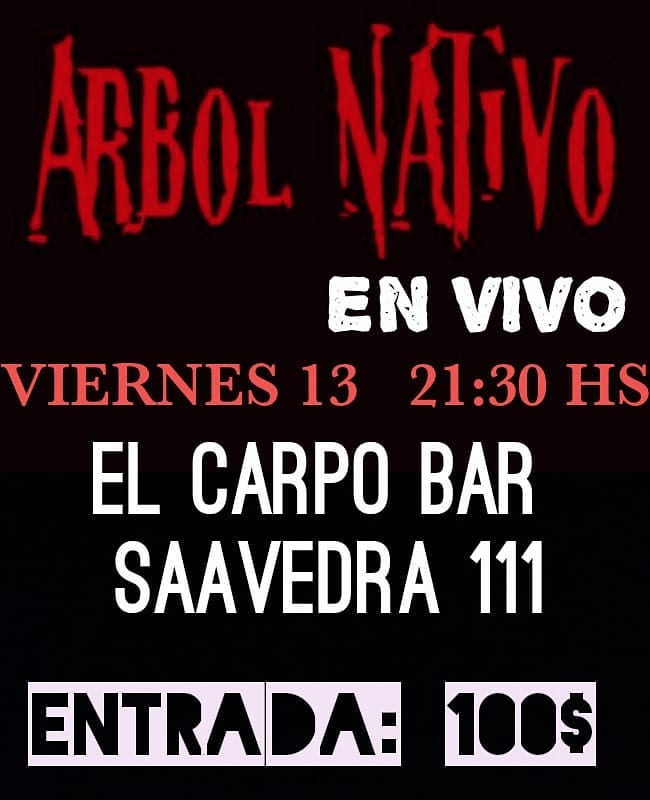 ARBOL NATiVO
EN VIVO
VIERNES 13 21:30 HS
EL CARPO BAR
SAAVEDRA 111
ENTRADA: 100$